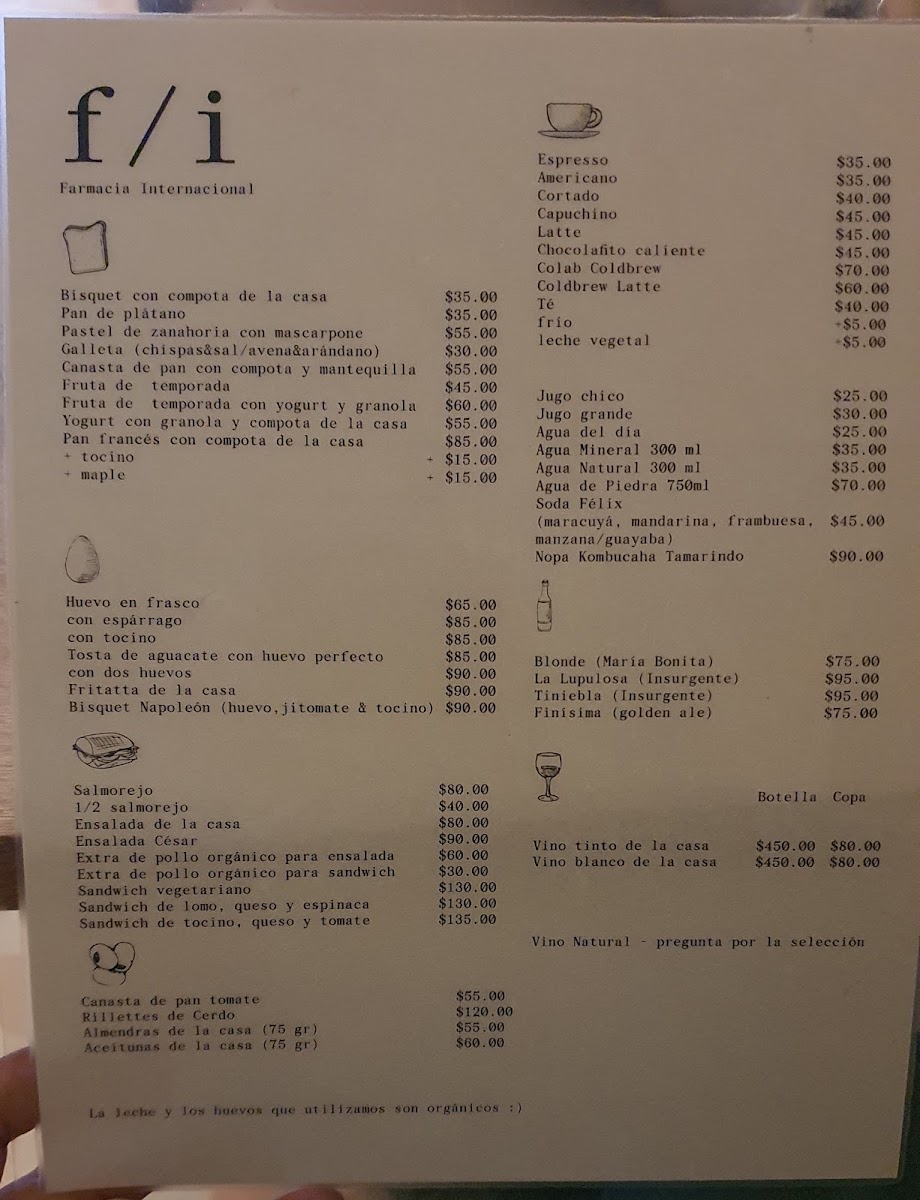 f/i
Farmacia Internacional
Bisquet con compota de la casa $35.00
Pan de plátano $35.00
Pastel de zanahoria con mascarpone $55.00
Galleta (chispas&sal/avena&arándano) $30.00
Canasta de pan con compota y mantequilla $55.00
Fruta de temporada $45.00
Fruta de temporada con yogurt y granola $60.00
Yogurt con granola y compota de la casa $55.00
Pan francés con compota de la casa $85.00
+ tocino + $15.00
+ maple + $15.00
Huevo en frasco $65.00
con espárrago $85.00
con tocino $85.00
Tosta de aguacate con huevo perfecto $85.00
con dos huevos $90.00
Fritatta de la casa $90.00
Bisquet Napoleón (huevo,jitomate & tocino) $90.00
Salmorejo $80.00
1/2 salmorejo $40.00
Ensalada de la casa $80.00
Ensalada César $90.00
Extra de pollo orgánico para ensalada $60.00
Extra de pollo orgánico para sandwich $30.00
Sandwich vegetariano $130.00
Sandwich de lomo, queso y espinaca $130.00
Sandwich de tocino, queso y tomate $135.00
Canasta de pan tomate $55.00
Rillettes de Cerdo $120.00
Almendras de la casa (75 gr) $55.00
Aceitunas de la casa (75 gr) $60.00
La leche y los huevos que utilizamos son orgánicos :)
Espresso $35.00
Americano $35.00
Cortado $40.00
Capuchino $45.00
Latte $45.00
Chocolañito caliente $45.00
Colab Coldbrew $70.00
Coldbrew Latte $60.00
Té $40.00
frío +$5.00
leche vegetal +$5.00
Jugo chico $25.00
Jugo grande $30.00
Agua del día $25.00
Agua Mineral 300 ml $35.00
Agua Natural 300 ml $35.00
Agua de Piedra 750ml $70.00
Soda Félix
(maracuyá, mandarina, frambuesa, $45.00
manzana/guayaba)
Nopa Kombucaha Tamarindo $90.00
Blonde (María Bonita) $75.00
La Lupulosa (Insurgente) $95.00
Tiniebla (Insurgente) $95.00
Finísima (golden ale) $75.00
Botella Copa
Vino tinto de la casa $450.00 $80.00
Vino blanco de la casa $450.00 $80.00
Vino Natural - pregunta por la selección